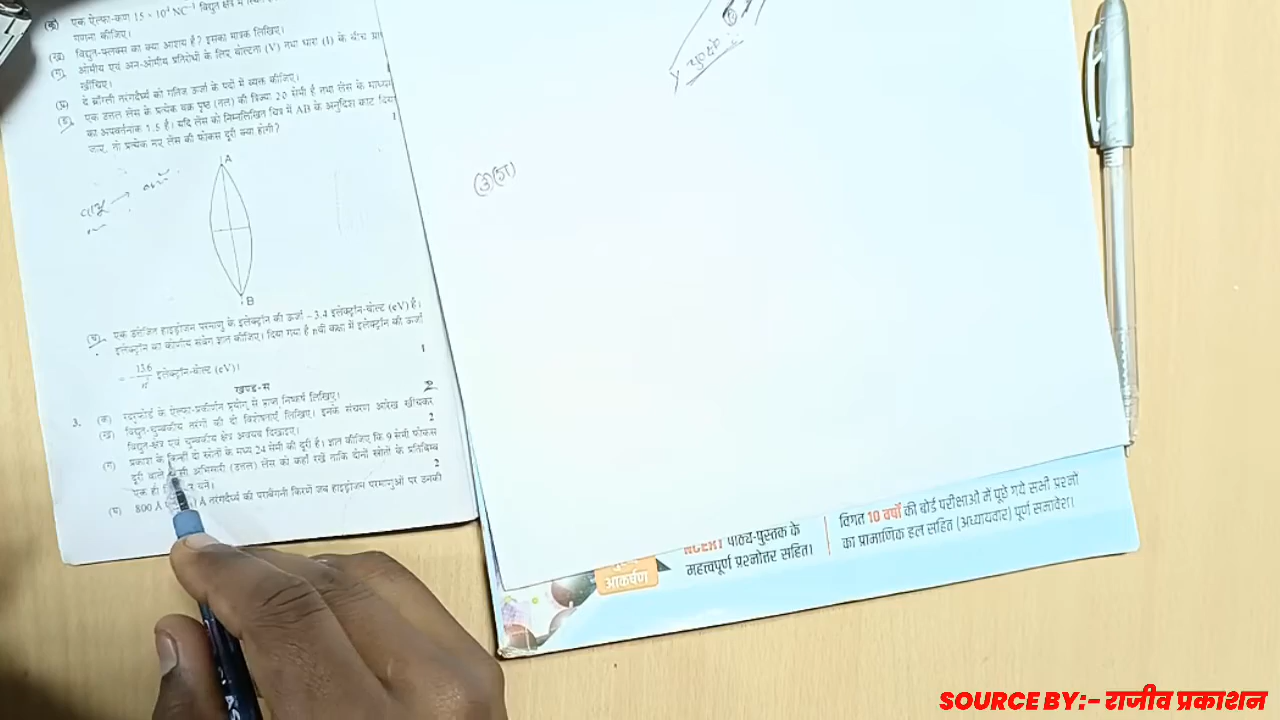 (क) एक ऐल्फा-कण 15 × 10⁴ NC⁻¹ विद्युत क्षेत्र में स्थित
गणना कीजिए।
(ख) विद्युत-फ्लक्स का क्या आशय है? इसका मात्रक लिखिए।
(ग) ओमीय एवं अन-ओमीय प्रतिरोधों के लिए वोल्टता (V) तथा धारा (I) के बीच ग्रा
खींचिए।
(घ) दे ब्रॉग्ली तरंगदैर्घ्य को गतिज ऊर्जा के पदों में व्यक्त कीजिए।
(ङ) एक उत्तल लेंस के प्रत्येक वक्र पृष्ठ (तल) की त्रिज्या 20 सेमी है तथा लेंस के माध्यम
का अपवर्तनांक 1.5 है। यदि लेंस को निम्नलिखित चित्र में AB के अनुदिश काट दिया
जाए, तो प्रत्येक नए लेंस की फोकस दूरी क्या होगी? 1
A
B
(च) एक उत्तेजित हाइड्रोजन परमाणु के इलेक्ट्रॉन की ऊर्जा −3.4 इलेक्ट्रॉन-वोल्ट (eV) है।
इलेक्ट्रॉन का कोणीय संवेग ज्ञात कीजिए। दिया गया है nवीं कक्षा में इलेक्ट्रॉन की ऊर्जा
= −13.6/n² इलेक्ट्रॉन-वोल्ट (eV)। 1
खण्ड-स
3. (क) रदरफोर्ड के ऐल्फा-प्रकीर्णन प्रयोग से प्राप्त निष्कर्ष लिखिए। 2
(ख) विद्युत-चुम्बकीय तरंगों की दो विशेषताएँ लिखिए। इनके संचरण आरेख खींचकर
विद्युत-क्षेत्र एवं चुम्बकीय क्षेत्र अवयव दिखाइए। 2
(ग) प्रकाश के किन्हीं दो स्रोतों के मध्य 24 सेमी की दूरी है। ज्ञात कीजिए कि 9 सेमी फोकस
दूरी वाले किसी अभिसारी (उत्तल) लेंस को कहाँ रखें ताकि दोनों स्रोतों के प्रतिबिम्ब
एक ही बने। 2
(घ) 800 Å तरंगदैर्घ्य की पराबैंगनी किरणें जब हाइड्रोजन परमाणुओं पर उनकी
③(ग)
NCERT पाठ्य-पुस्तक के
महत्त्वपूर्ण प्रश्नोत्तर सहित।
आकर्षण
विगत 10 वर्षों की बोर्ड परीक्षाओं में पूछे गये सभी प्रश्नों
का प्रामाणिक हल सहित (अध्यायवार) पूर्ण समावेश।
SOURCE BY:- राजीव प्रकाशन